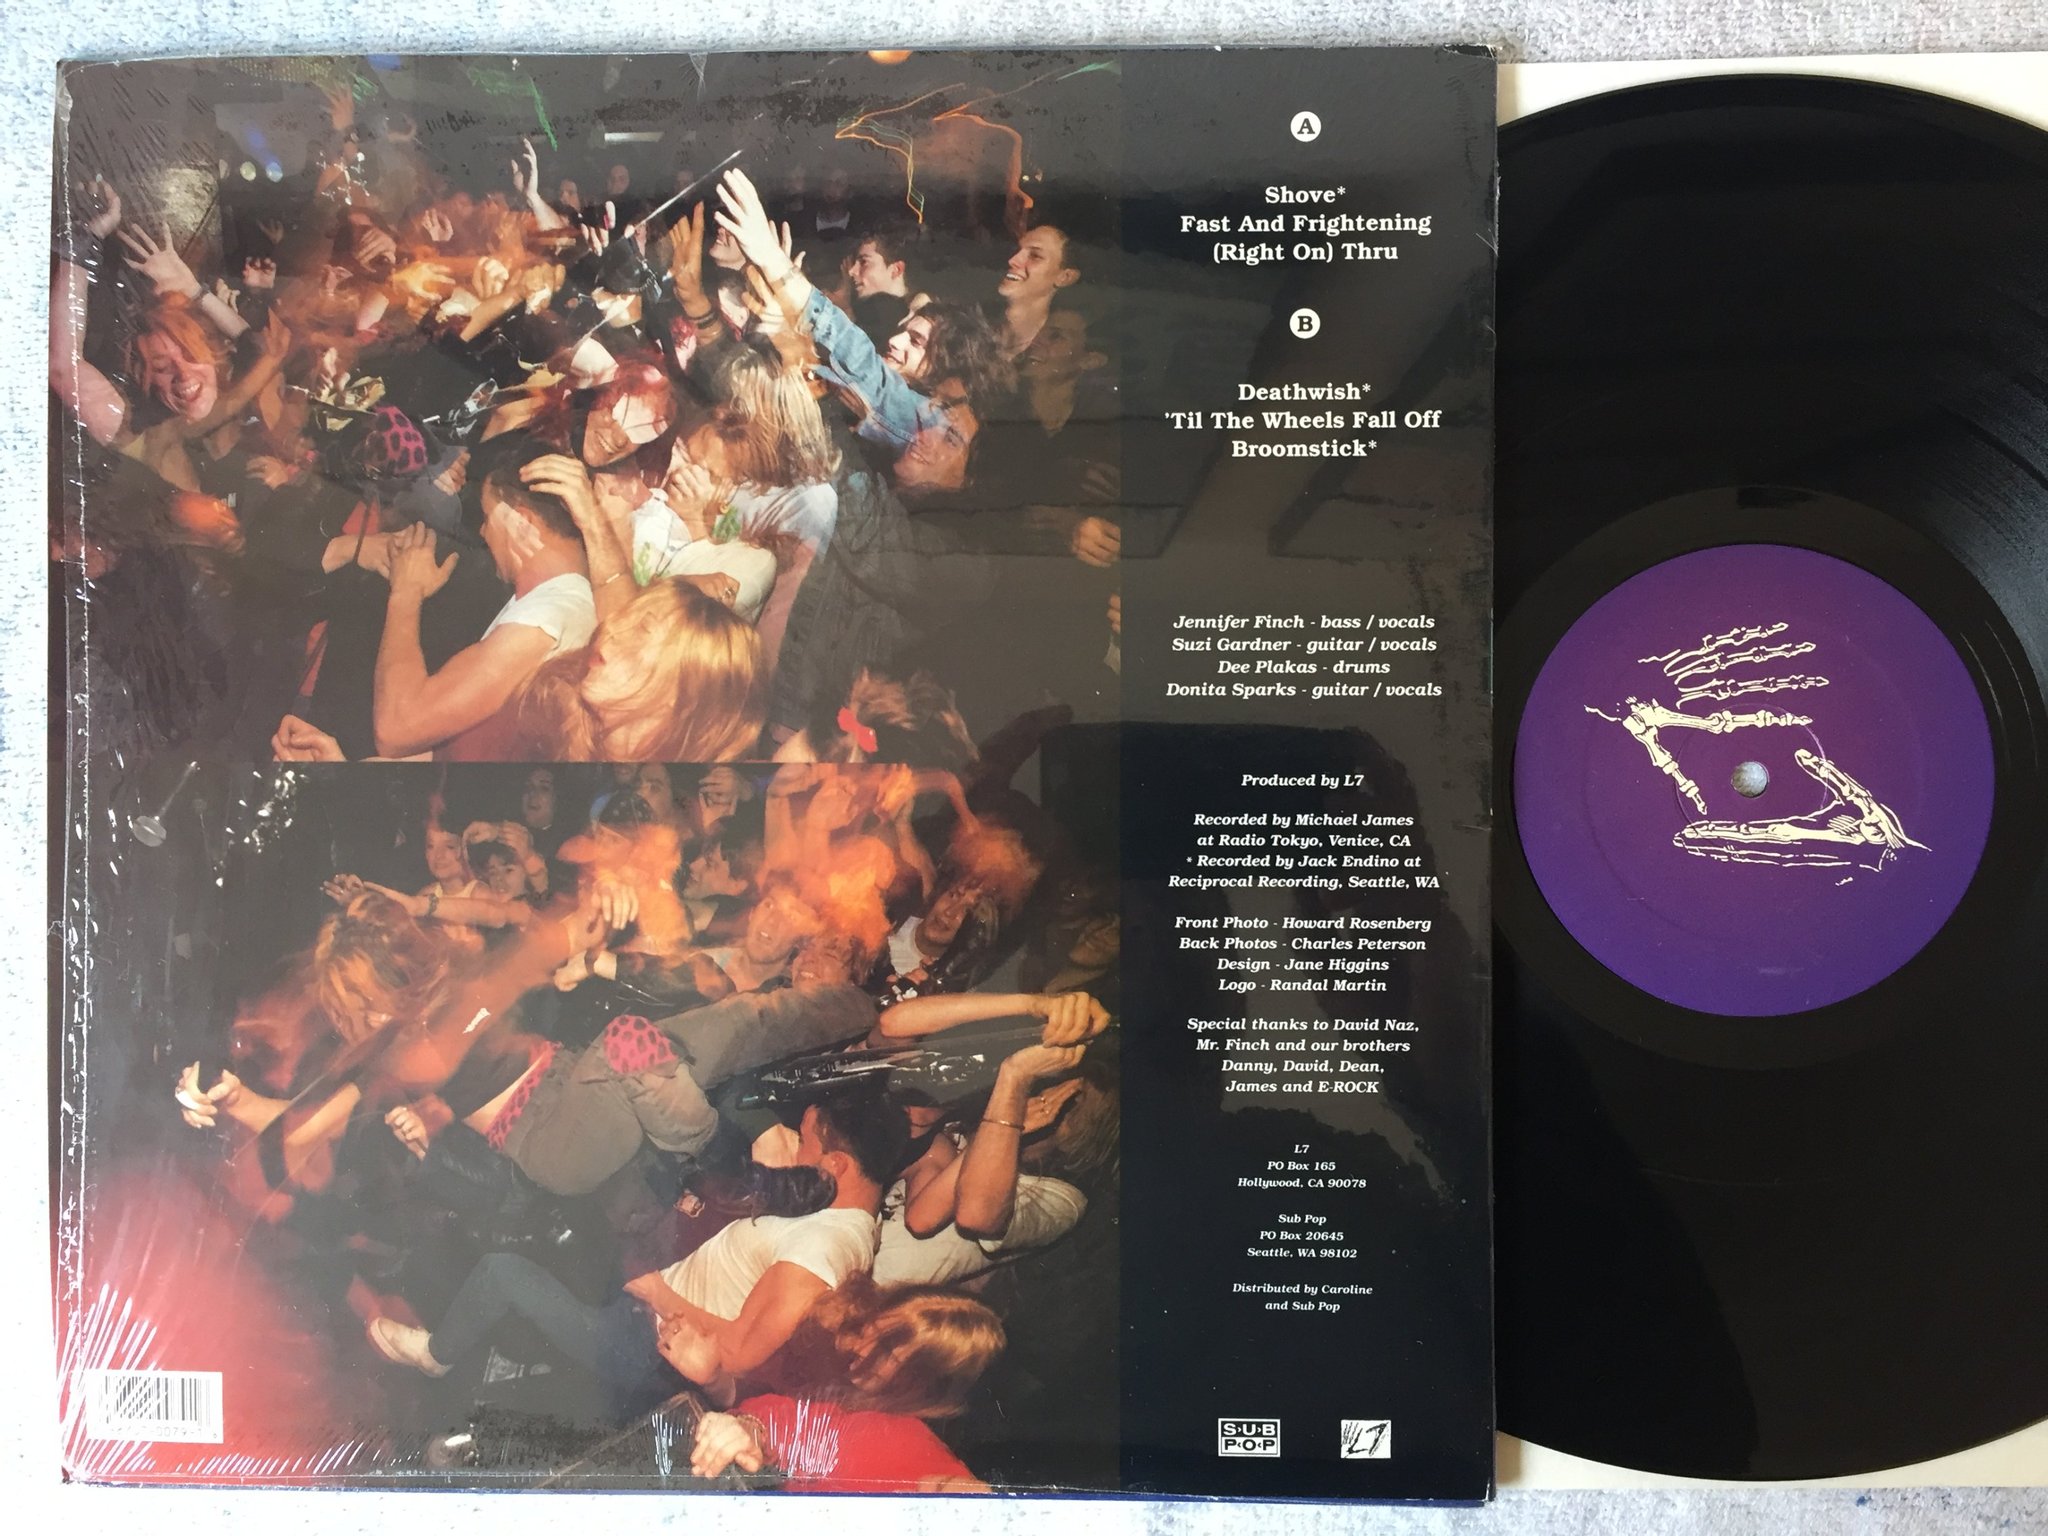 A
Shove*
Fast And Frightening
(Right On) Thru
B
Deathwish*
'Til The Wheels Fall Off
Broomstick*
Jennifer Finch - bass / vocals
Suzi Gardner - guitar / vocals
Dee Plakas - drums
Donita Sparks - guitar / vocals
Produced by L7
Recorded by Michael James
at Radio Tokyo, Venice, CA
* Recorded by Jack Endino at
Reciprocal Recording, Seattle, WA
Front Photo - Howard Rosenberg
Back Photos - Charles Peterson
Design - Jane Higgins
Logo - Randal Martin
Special thanks to David Naz,
Mr. Finch and our brothers
Danny, David, Dean,
James and E-ROCK
L7
PO Box 165
Hollywood, CA 90078
Sub Pop
PO Box 20645
Seattle, WA 98102
Distributed by Caroline
and Sub Pop
SUB
POP
L7